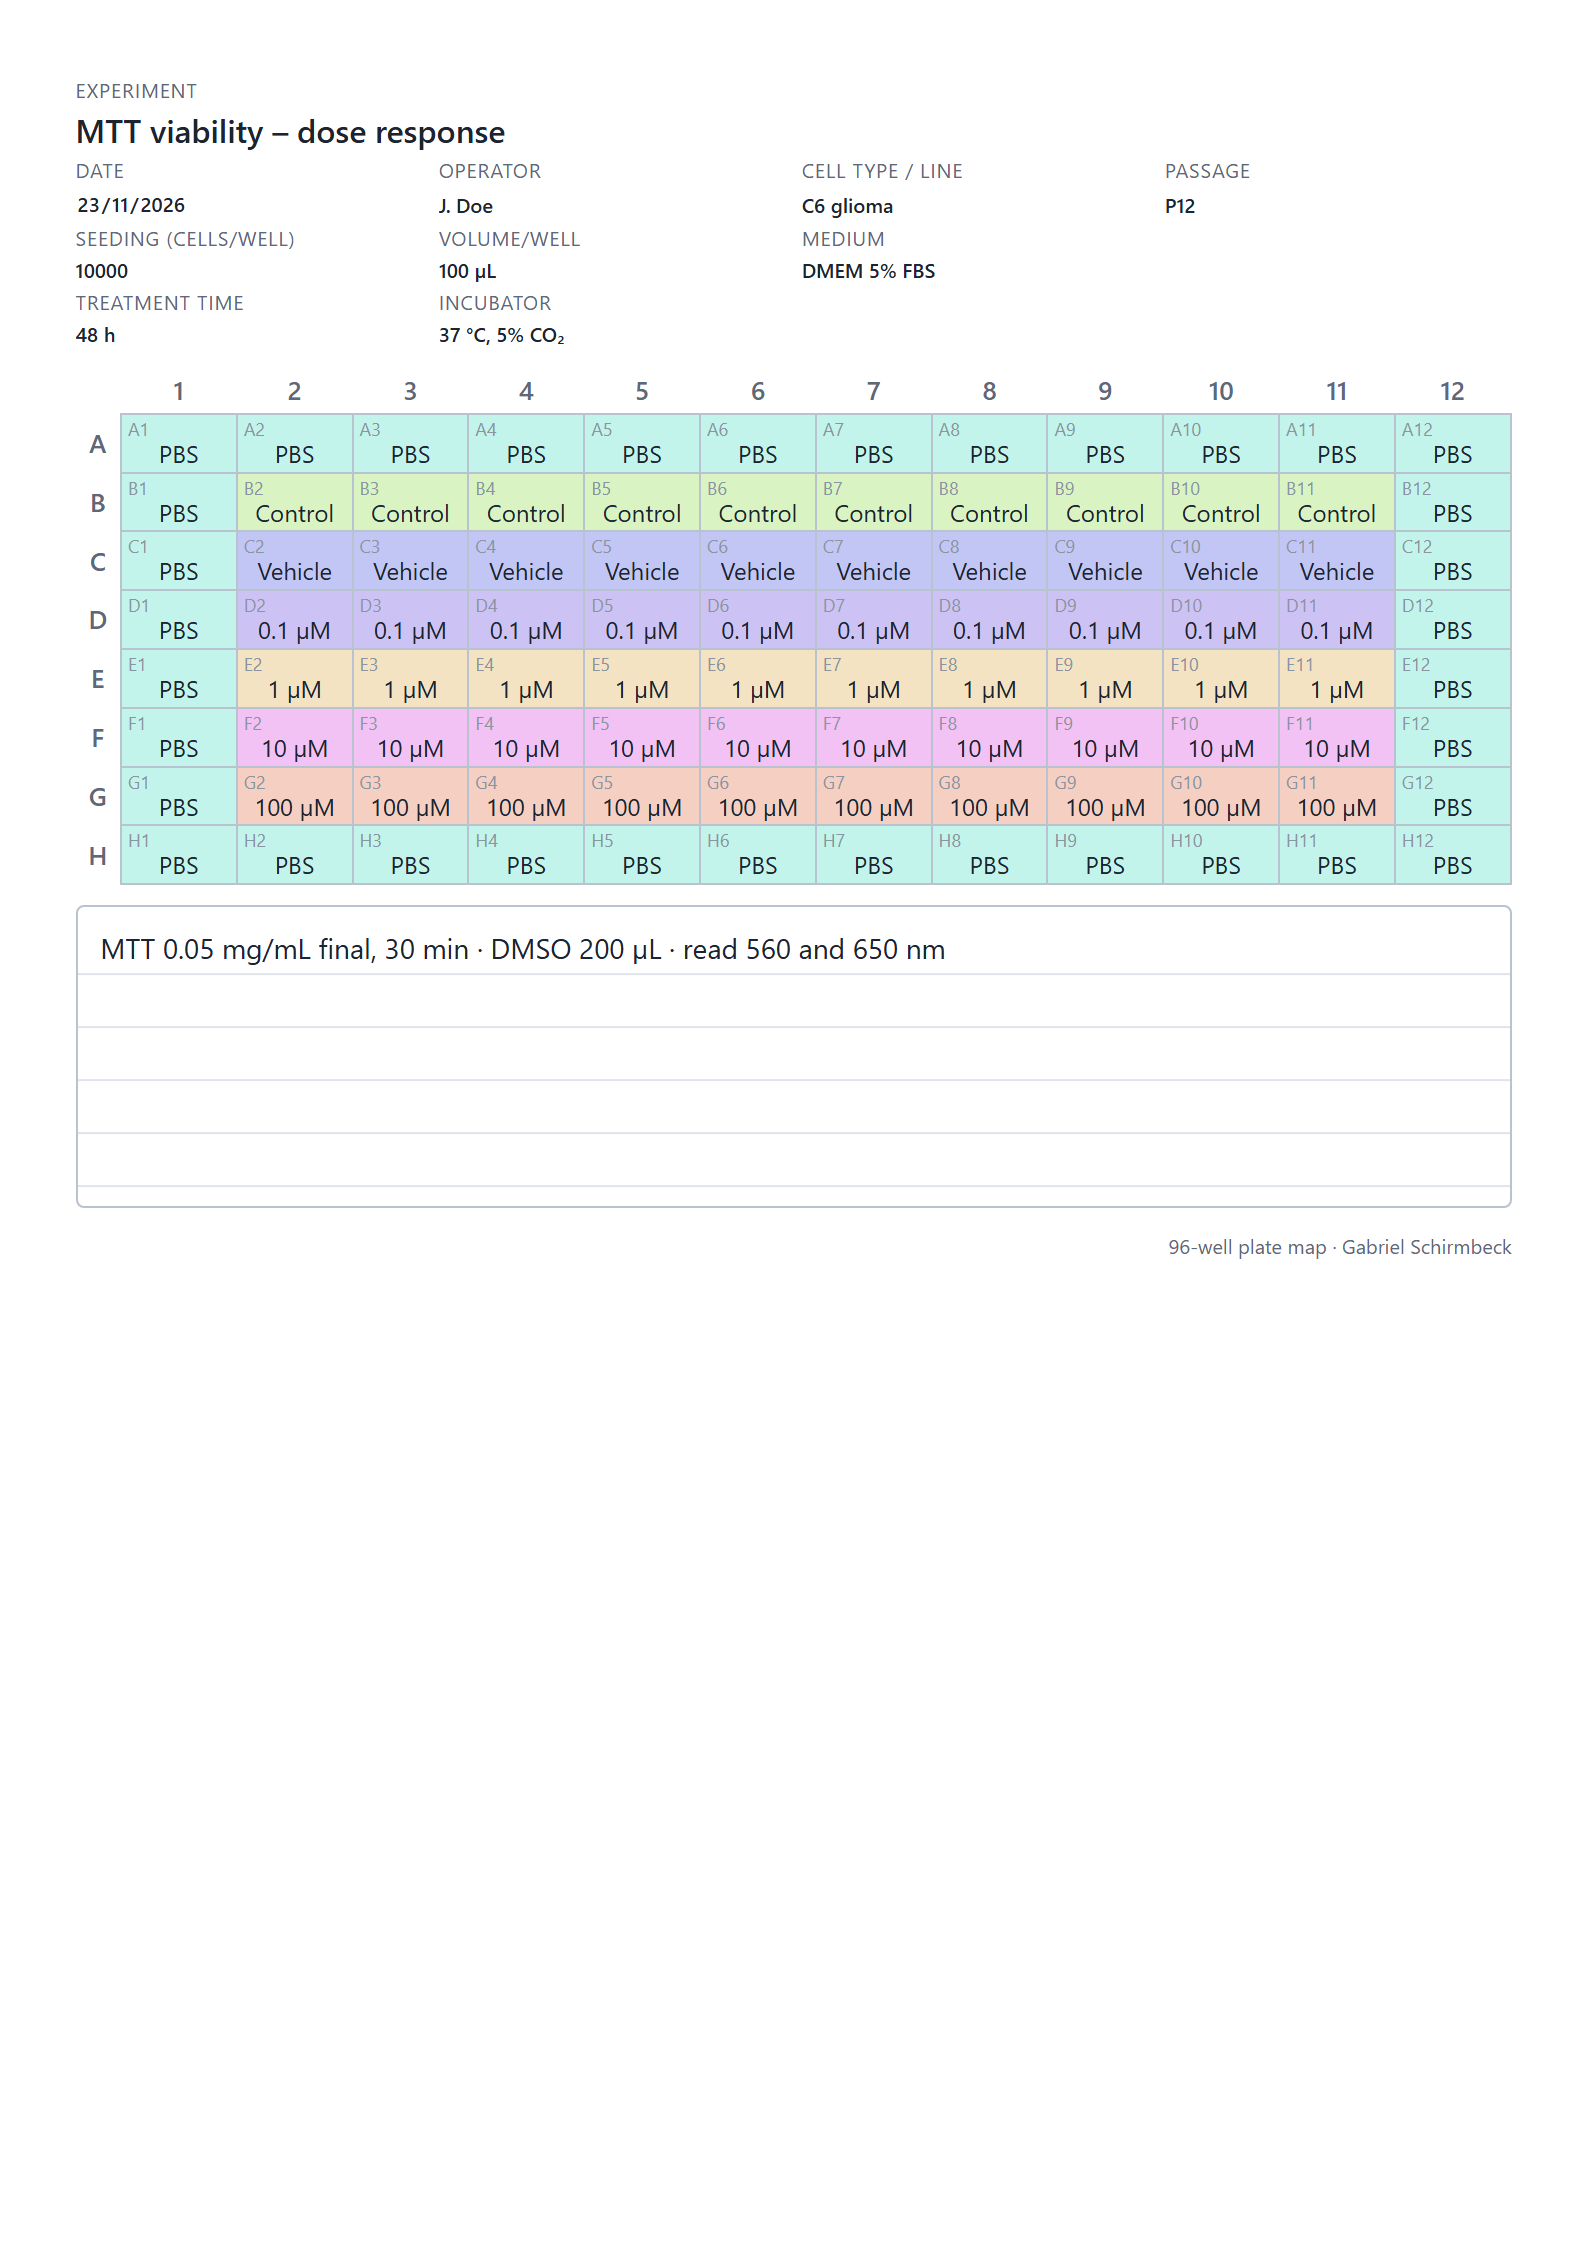 EXPERIMENT
MTT viability – dose response
DATE OPERATOR CELL TYPE / LINE PASSAGE
23/11/2026 J. Doe C6 glioma P12
SEEDING (CELLS/WELL) VOLUME/WELL MEDIUM
10000 100 µL DMEM 5% FBS
TREATMENT TIME INCUBATOR
48 h 37 °C, 5% CO₂
1 2 3 4 5 6 7 8 9 10 11 12
A
A1 A2 A3 A4 A5 A6 A7 A8 A9 A10 A11 A12
PBS PBS PBS PBS PBS PBS PBS PBS PBS PBS PBS PBS
B
B1 B2 B3 B4 B5 B6 B7 B8 B9 B10 B11 B12
PBS Control Control Control Control Control Control Control Control Control Control PBS
C
C1 C2 C3 C4 C5 C6 C7 C8 C9 C10 C11 C12
PBS Vehicle Vehicle Vehicle Vehicle Vehicle Vehicle Vehicle Vehicle Vehicle Vehicle PBS
D
D1 D2 D3 D4 D5 D6 D7 D8 D9 D10 D11 D12
PBS 0.1 µM 0.1 µM 0.1 µM 0.1 µM 0.1 µM 0.1 µM 0.1 µM 0.1 µM 0.1 µM 0.1 µM PBS
E
E1 E2 E3 E4 E5 E6 E7 E8 E9 E10 E11 E12
PBS 1 µM 1 µM 1 µM 1 µM 1 µM 1 µM 1 µM 1 µM 1 µM 1 µM PBS
F
F1 F2 F3 F4 F5 F6 F7 F8 F9 F10 F11 F12
PBS 10 µM 10 µM 10 µM 10 µM 10 µM 10 µM 10 µM 10 µM 10 µM 10 µM PBS
G
G1 G2 G3 G4 G5 G6 G7 G8 G9 G10 G11 G12
PBS 100 µM 100 µM 100 µM 100 µM 100 µM 100 µM 100 µM 100 µM 100 µM 100 µM PBS
H
H1 H2 H3 H4 H5 H6 H7 H8 H9 H10 H11 H12
PBS PBS PBS PBS PBS PBS PBS PBS PBS PBS PBS PBS
MTT 0.05 mg/mL final, 30 min · DMSO 200 µL · read 560 and 650 nm
96-well plate map · Gabriel Schirmbeck